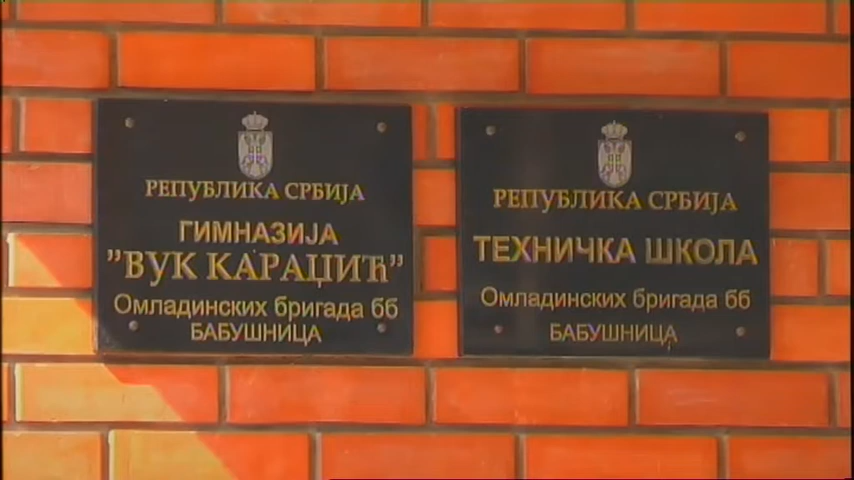 РЕПУБЛИКА СРБИЈА
ГИМНАЗИЈА
”ВУК КАРАЏИЋ”
Омладинских бригада бб
БАБУШНИЦА
РЕПУБЛИКА СРБИЈА
ТЕХНИЧКА ШКОЛА
Омладинских бригада бб
БАБУШНИЦА